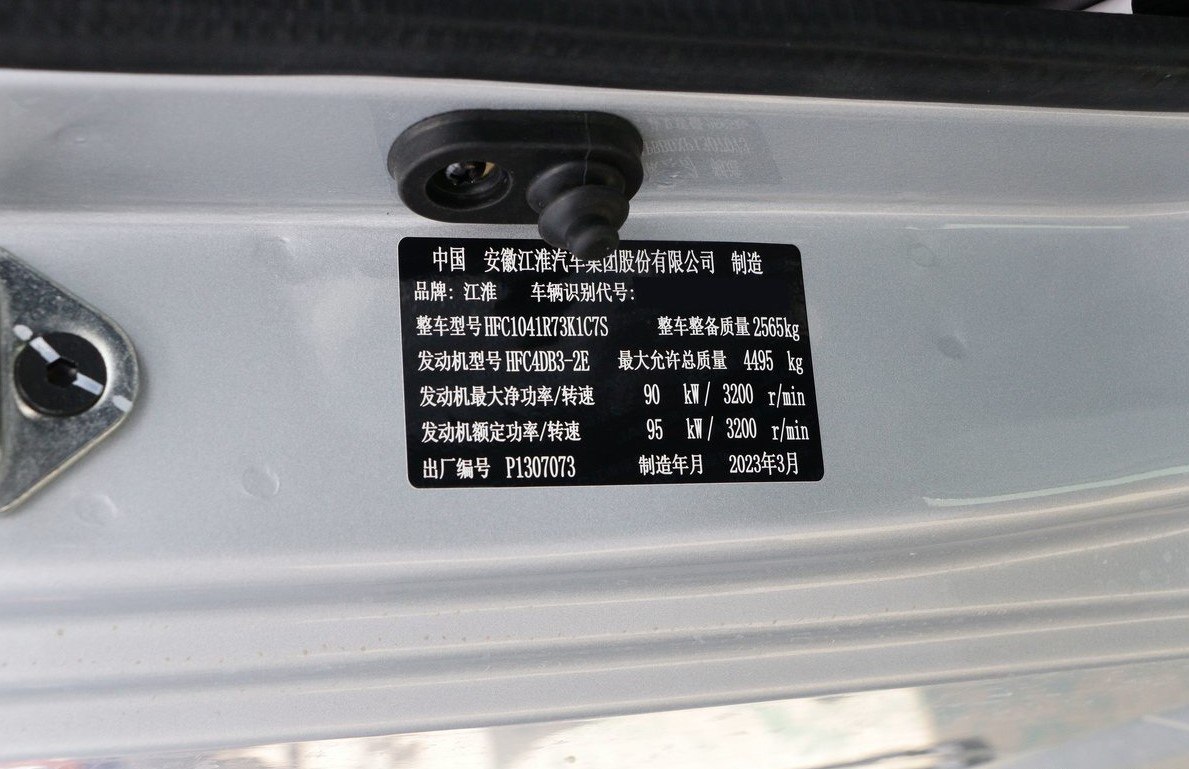 中国 安徽江淮汽车集团股份有限公司 制造
品牌: 江淮 车辆识别代号:
整车型号 HFC1041R73K1C7S 整车整备质量 2565kg
发动机型号 HFC4DB3-2E 最大允许总质量 4495 kg
发动机最大净功率/转速 90 kW/ 3200 r/min
发动机额定功率/转速 95 kW/ 3200 r/min
出厂编号 P1307073 制造年月 2023年3月